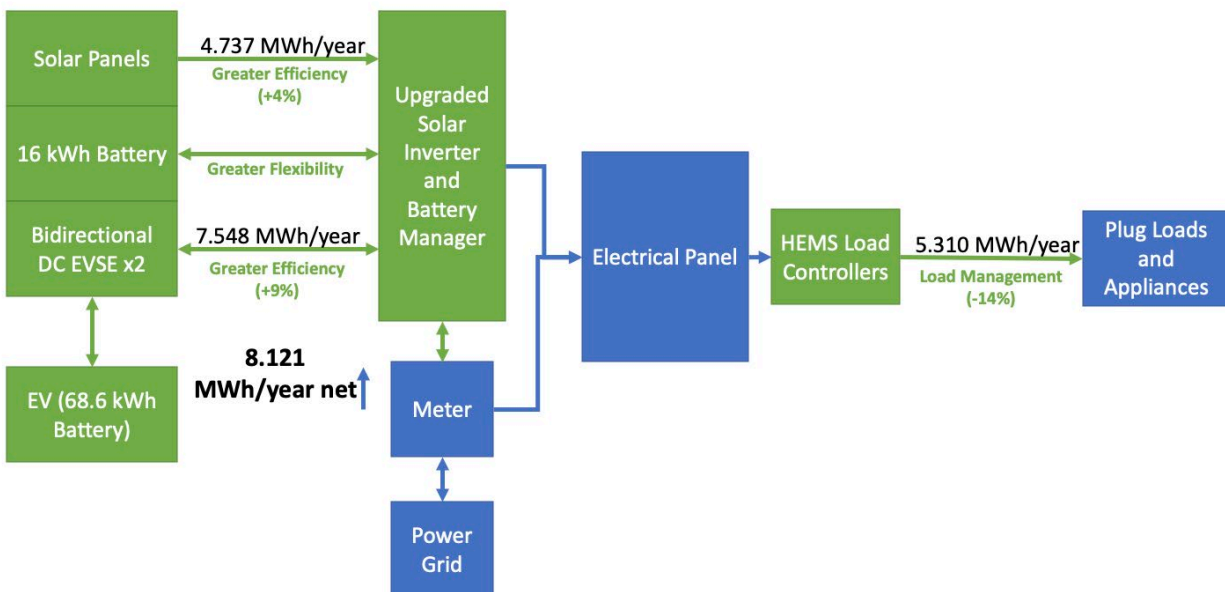 Solar Panels
4.737 MWh/year
Greater Efficiency
(+4%)
16 kWh Battery
Greater Flexibility
Bidirectional
DC EVSE x2
7.548 MWh/year
Greater Efficiency
(+9%)
EV (68.6 kWh
Battery)
8.121
MWh/year net
Upgraded
Solar
Inverter
and
Battery
Manager
Meter
Power
Grid
Electrical Panel
HEMS Load
Controllers
5.310 MWh/year
Load Management
(-14%)
Plug Loads
and
Appliances